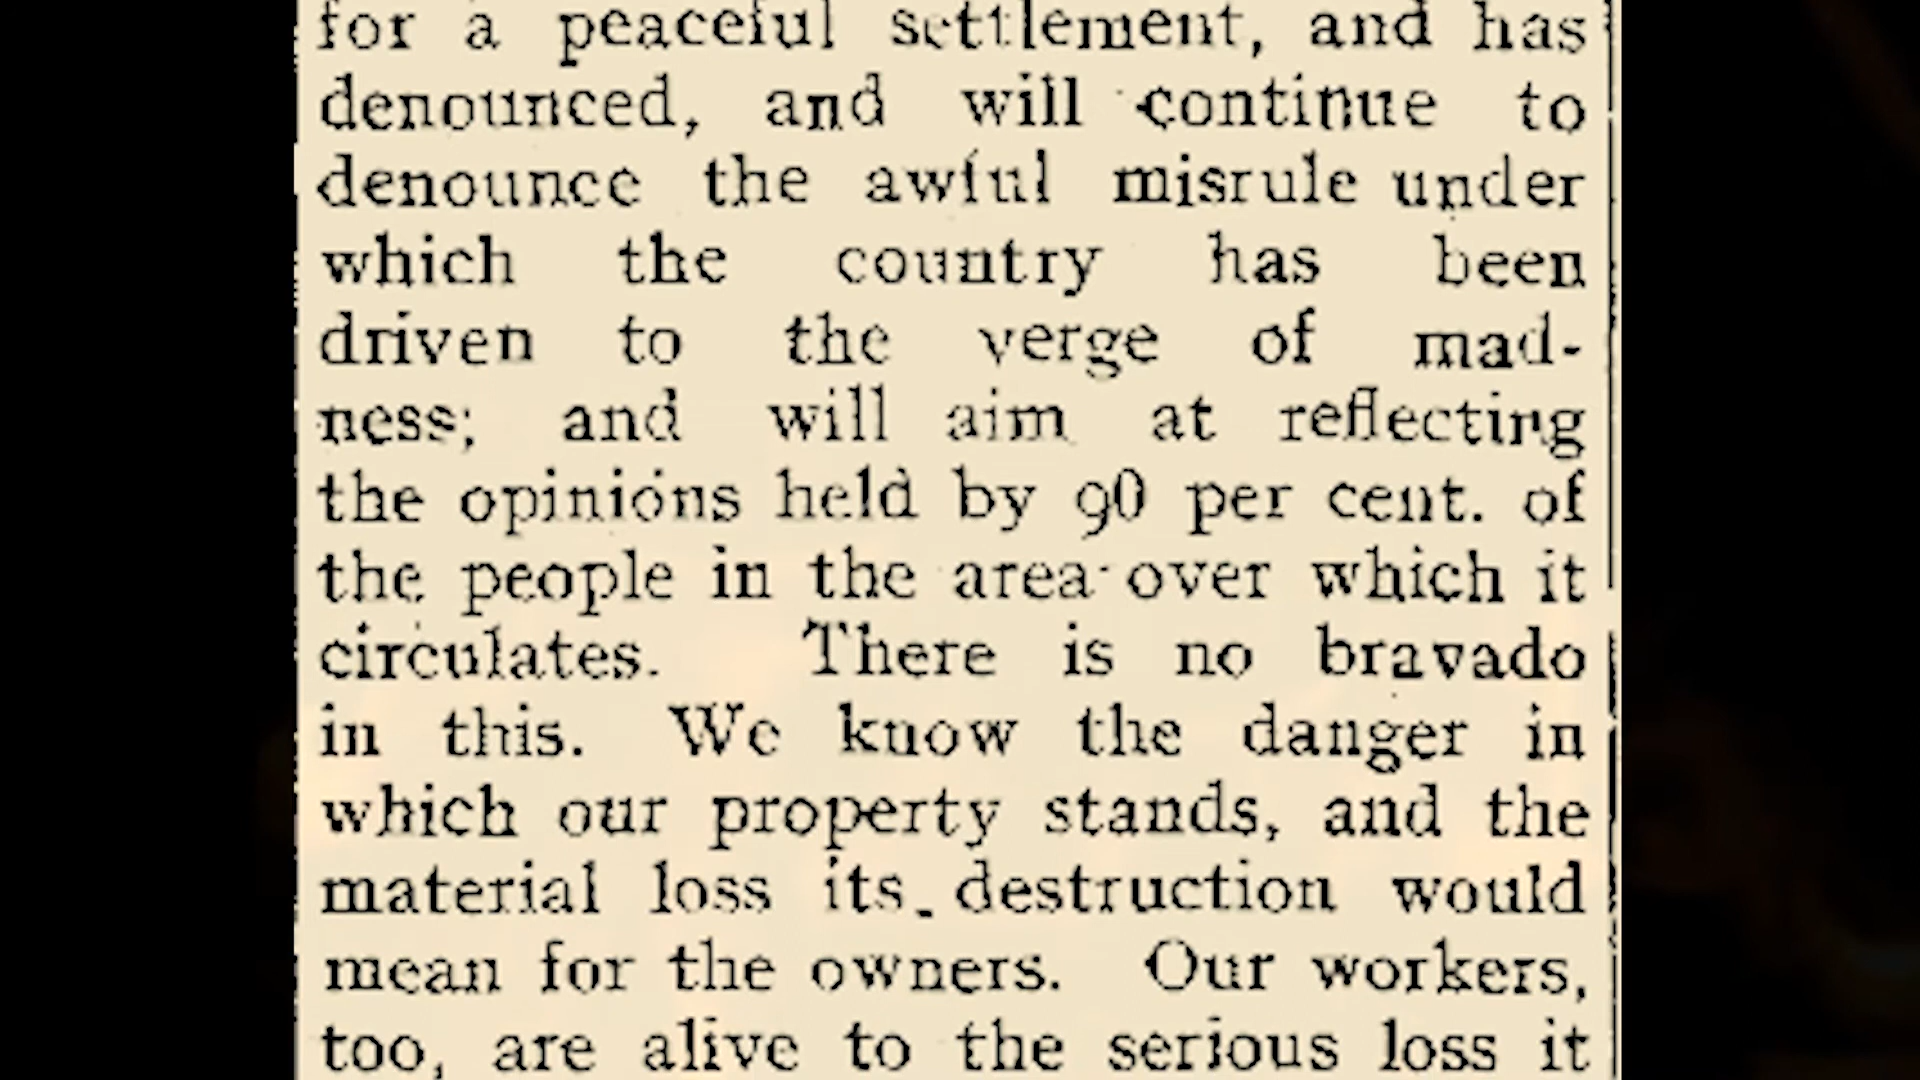 for a peaceful settlement, and has
denounced, and will continue to
denounce the awful misrule under
which the country has been
driven to the verge of mad-
ness; and will aim at reflecting
the opinions held by 90 per cent. of
the people in the area over which it
circulates. There is no bravado
in this. We know the danger in
which our property stands, and the
material loss its destruction would
mean for the owners. Our workers,
too, are alive to the serious loss it